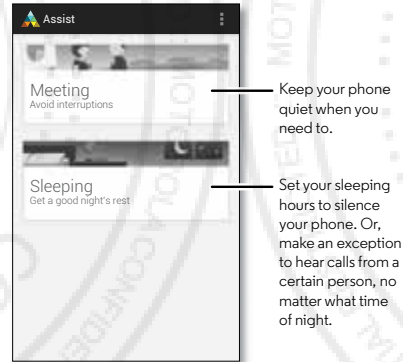 Assist
Meeting
Avoid interruptions
Keep your phone
quiet when you
need to.
Sleeping
Get a good night's rest
Set your sleeping
hours to silence
your phone. Or,
make an exception
to hear calls from a
certain person, no
matter what time
of night.